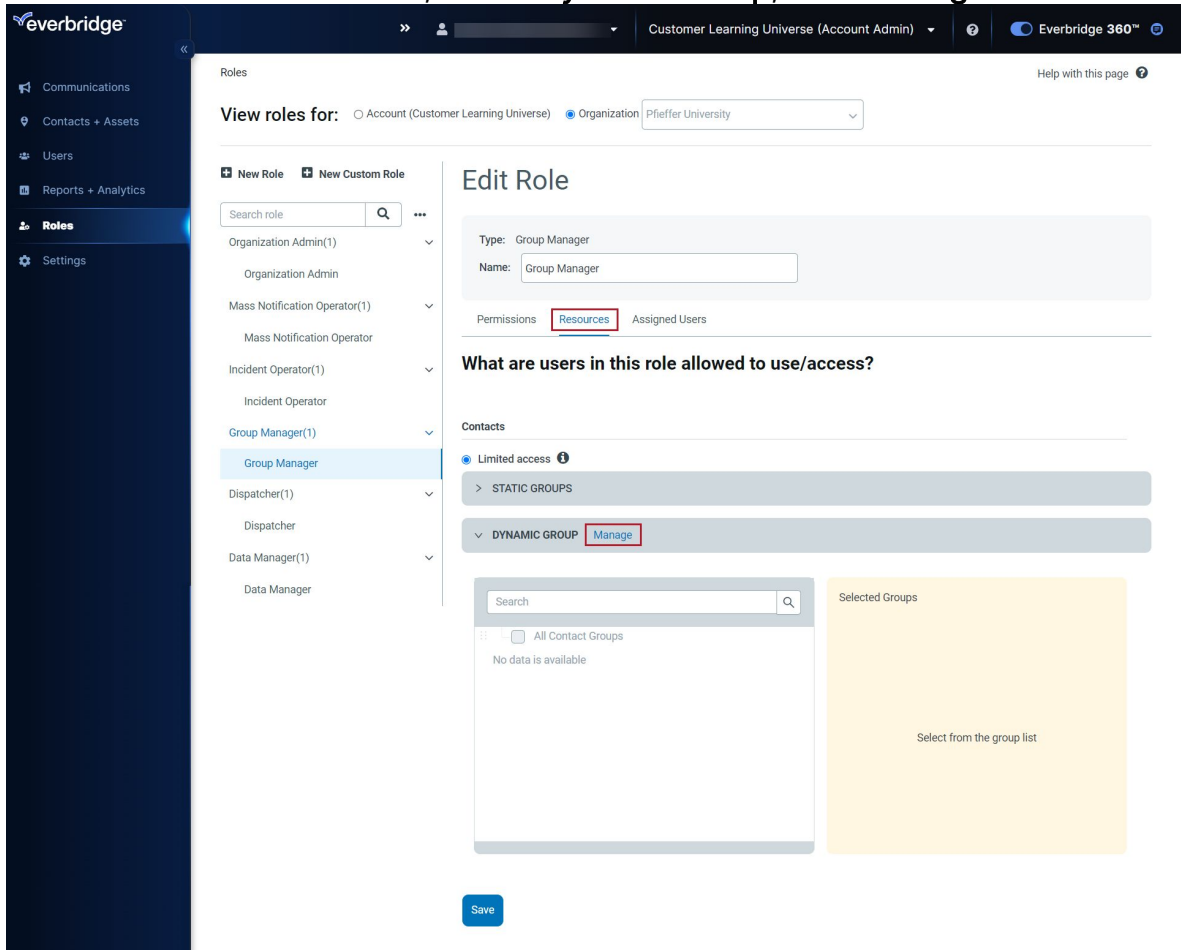 everbridge
»
Customer Learning Universe (Account Admin)
Everbridge 360™
«
Communications
Contacts + Assets
Users
Reports + Analytics
Roles
Settings
Roles
Help with this page
View roles for:
Account (Customer Learning Universe)
Organization
Pfieffer University
New Role
New Custom Role
Search role
Organization Admin(1)
Organization Admin
Mass Notification Operator(1)
Mass Notification Operator
Incident Operator(1)
Incident Operator
Group Manager(1)
Group Manager
Dispatcher(1)
Dispatcher
Data Manager(1)
Data Manager
Edit Role
Type: Group Manager
Name: Group Manager
Permissions
Resources
Assigned Users
What are users in this role allowed to use/access?
Contacts
Limited access
STATIC GROUPS
DYNAMIC GROUP Manage
Search
All Contact Groups
No data is available
Selected Groups
Select from the group list
Save